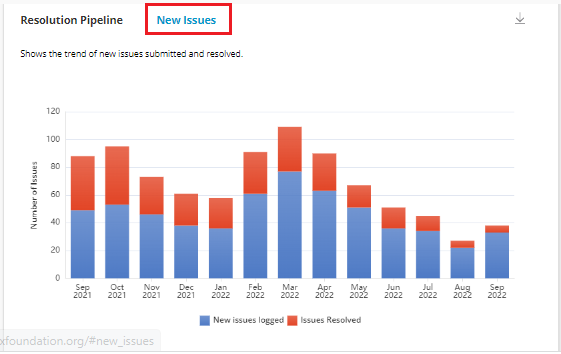 Resolution Pipeline New Issues
Shows the trend of new issues submitted and resolved.
120
100
80
60
40
20
0
Number of Issues
Sep Oct Nov Dec Jan Feb Mar Apr May Jun Jul Aug Sep
2021 2021 2021 2021 2022 2022 2022 2022 2022 2022 2022 2022 2022
New issues logged Issues Resolved
xfoundation.org/#new_issues